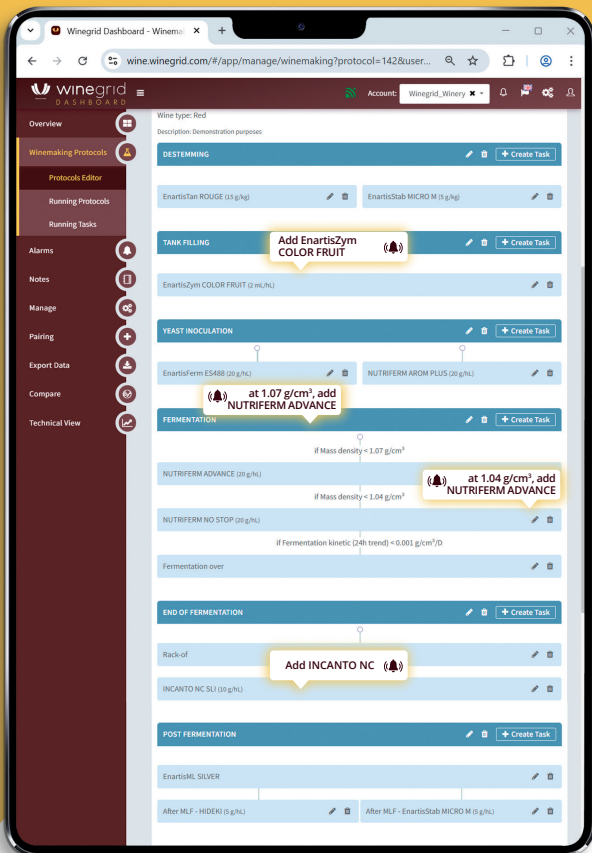 Winegrid Dashboard - Winema
wine.winegrid.com/#/app/manage/winemaking?protocol=142&user...
winegrid
DASHBOARD
Account: Winegrid_Winery
Overview
Winemaking Protocols
Protocols Editor
Running Protocols
Running Tasks
Alarms
Notes
Manage
Pairing
Export Data
Compare
Technical View
Wine type: Red
Description: Demonstration purposes
DESTEMMING
+ Create Task
EnartisTan ROUGE (15 g/kg)
EnartisStab MICRO M (5 g/kg)
TANK FILLING
+ Create Task
Add EnartisZym
COLOR FRUIT
EnartisZym COLOR FRUIT (2 mL/hL)
YEAST INOCULATION
+ Create Task
EnartisFerm ES488 (20 g/hL)
NUTRIFERM AROM PLUS (20 g/hL)
at 1.07 g/cm³, add
NUTRIFERM ADVANCE
FERMENTATION
+ Create Task
if Mass density < 1.07 g/cm³
NUTRIFERM ADVANCE (20 g/hL)
if Mass density < 1.04 g/cm³
at 1.04 g/cm³, add
NUTRIFERM ADVANCE
NUTRIFERM NO STOP (20 g/hL)
if Fermentation kinetic (24h trend) < 0.001 g/cm³/D
Fermentation over
END OF FERMENTATION
+ Create Task
Rack-of
Add INCANTO NC
INCANTO NC SLI (10 g/hL)
POST FERMENTATION
+ Create Task
EnartisML SILVER
After MLF - HIDEKI (5 g/hL)
After MLF - EnartisStab MICRO M (5 g/hL)